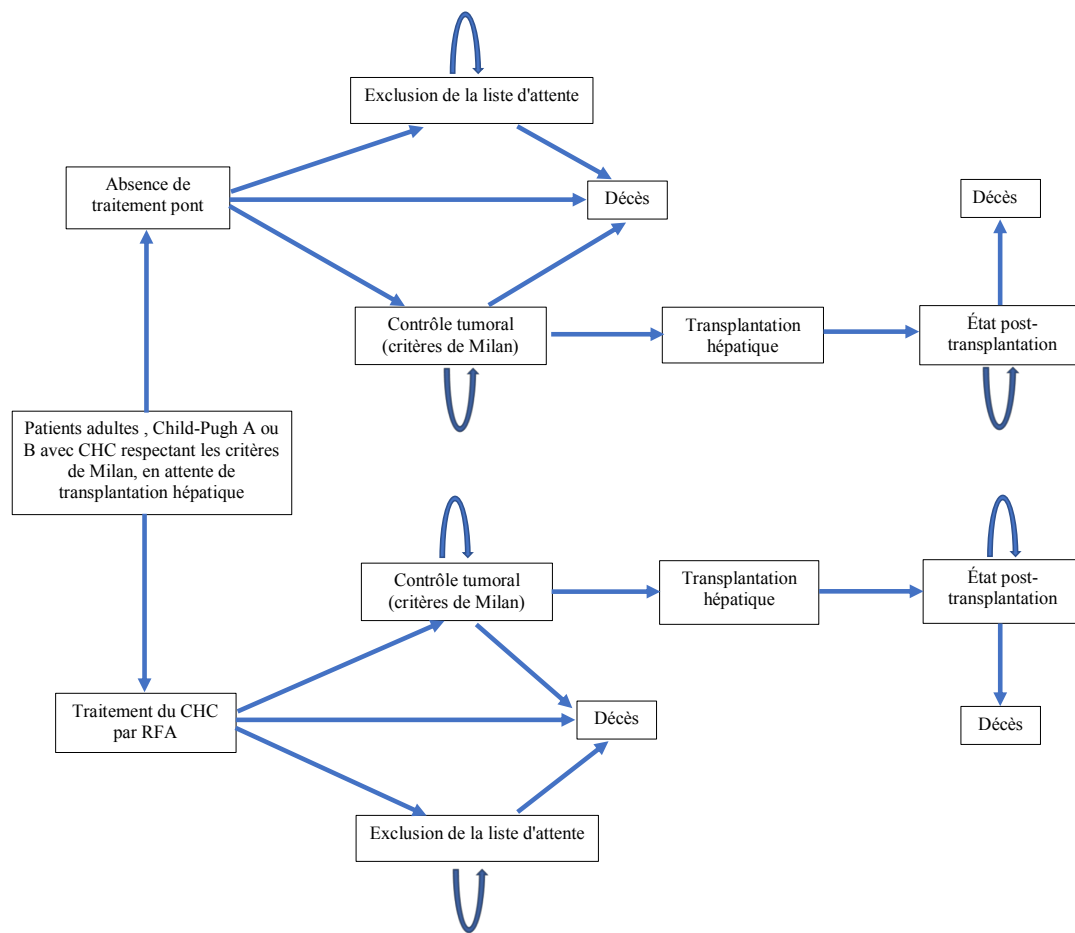 Exclusion de la liste d'attente
Absence de
traitement pont
Décès
Décès
Contrôle tumoral
(critères de Milan)
Transplantation
hépatique
État post-
transplantation
Patients adultes , Child-Pugh A ou
B avec CHC respectant les critères
de Milan, en attente de
transplantation hépatique
Contrôle tumoral
(critères de Milan)
Transplantation
hépatique
État post-
transplantation
Traitement du CHC
par RFA
Décès
Décès
Exclusion de la liste d'attente